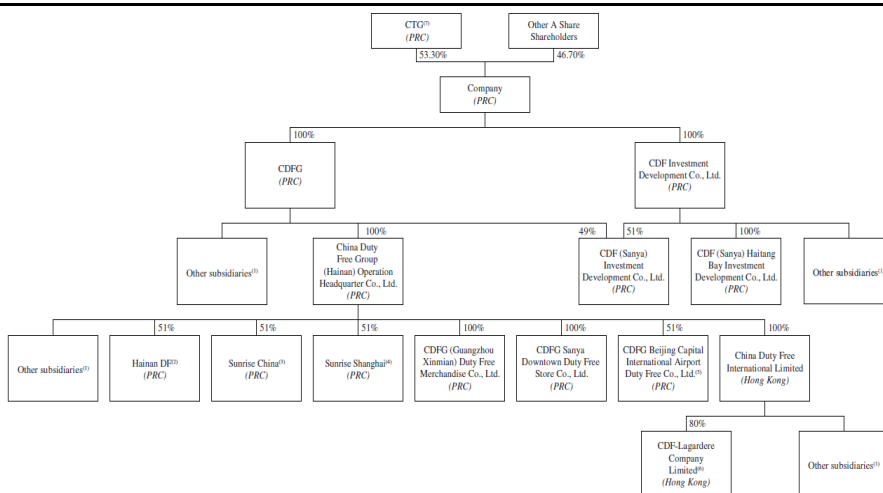 CTG(7)
(PRC)
Other A Share
Shareholders
53.30%
46.70%
Company
(PRC)
100%
100%
CDFG
(PRC)
CDF Investment
Development Co., Ltd.
(PRC)
100%
49%
51%
100%
Other subsidiaries(1)
China Duty
Free Group
(Hainan) Operation
Headquarter Co., Ltd.
(PRC)
CDF (Sanya)
Investment
Development Co., Ltd.
(PRC)
CDF (Sanya) Haitang
Bay Investment
Development Co., Ltd.
(PRC)
Other subsidiaries(1)
51%
51%
51%
100%
100%
51%
100%
Other subsidiaries(1)
Hainan DF(2)
(PRC)
Sunrise China(3)
(PRC)
Sunrise Shanghai(4)
(PRC)
CDFG (Guangzhou
Xinmian) Duty Free
Merchandise Co., Ltd.
(PRC)
CDFG Sanya
Downtown Duty Free
Store Co., Ltd.
(PRC)
CDFG Beijing Capital
International Airport
Duty Free Co., Ltd.(5)
(PRC)
China Duty Free
International Limited
(Hong Kong)
80%
CDF-Lagardere
Company
Limited(6)
(Hong Kong)
Other subsidiaries(1)